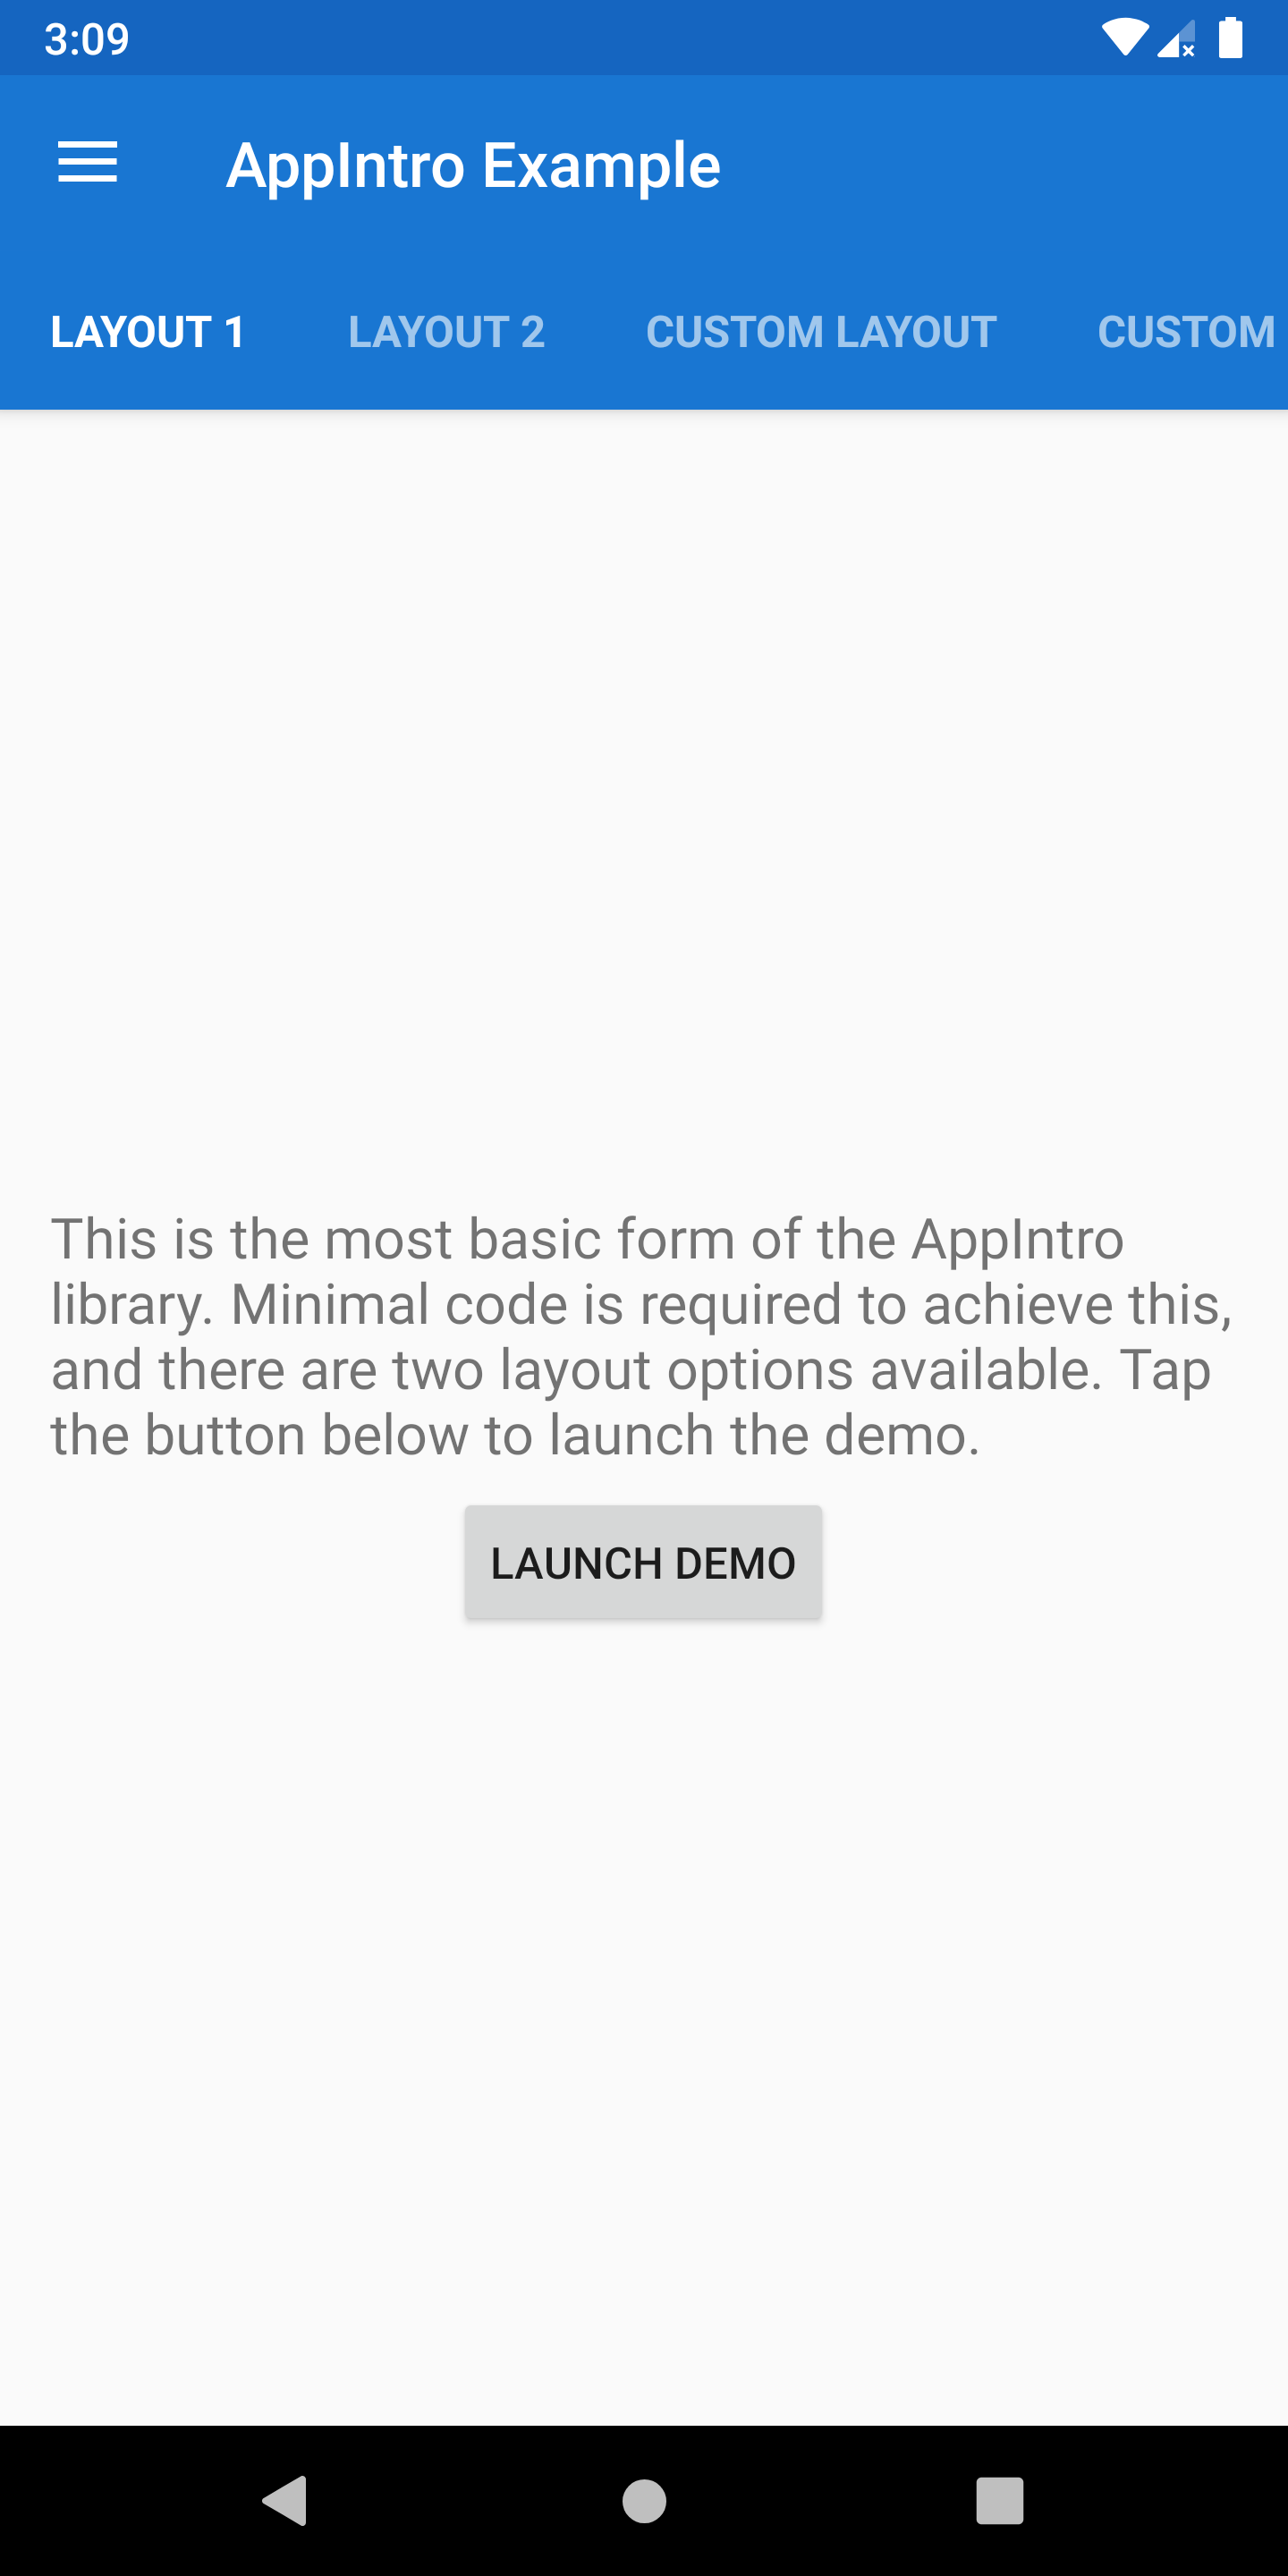 3:09
AppIntro Example
LAYOUT 1 LAYOUT 2 CUSTOM LAYOUT CUSTOM
This is the most basic form of the AppIntro
library. Minimal code is required to achieve this,
and there are two layout options available. Tap
the button below to launch the demo.
LAUNCH DEMO